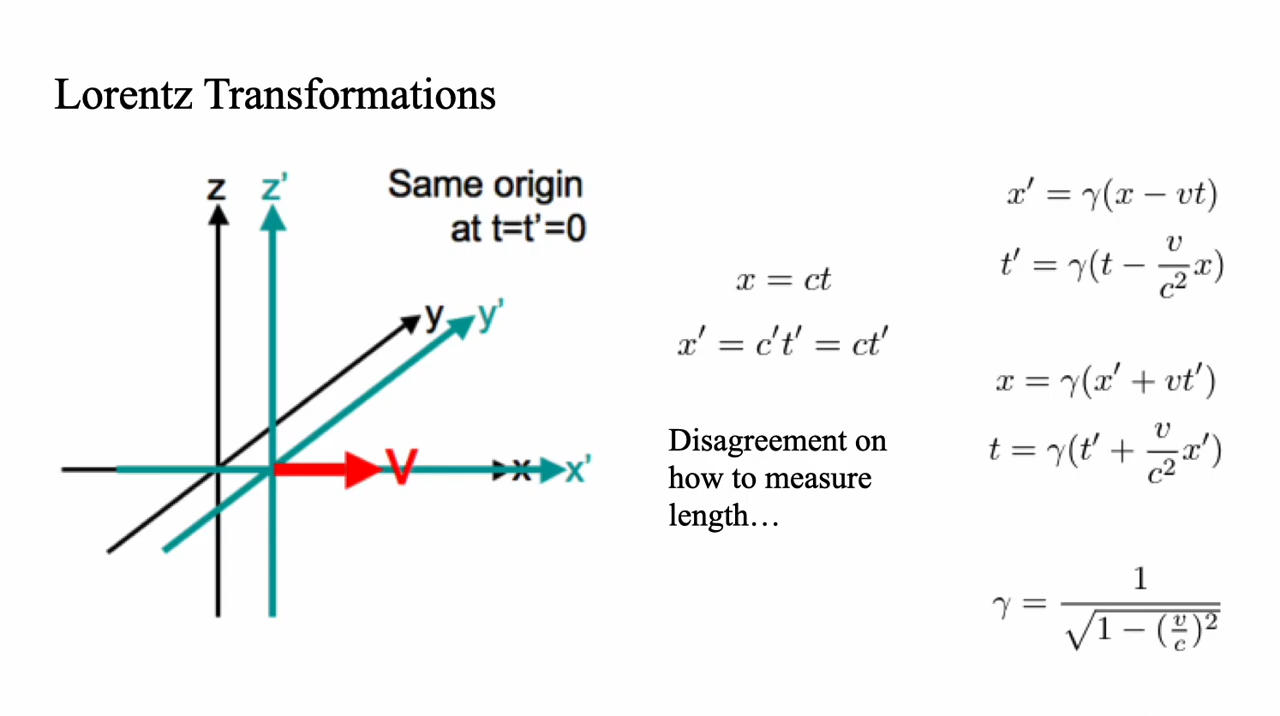 Lorentz Transformations
z z'
Same origin
at t=t'=0
y y'
V x x'
x = ct
x′ = c′t′ = ct′
Disagreement on
how to measure
length…
x′ = γ(x − vt)
t′ = γ(t − v/c² x)
x = γ(x′ + vt′)
t = γ(t′ + v/c² x′)
γ = 1/√(1 − (v/c)²)